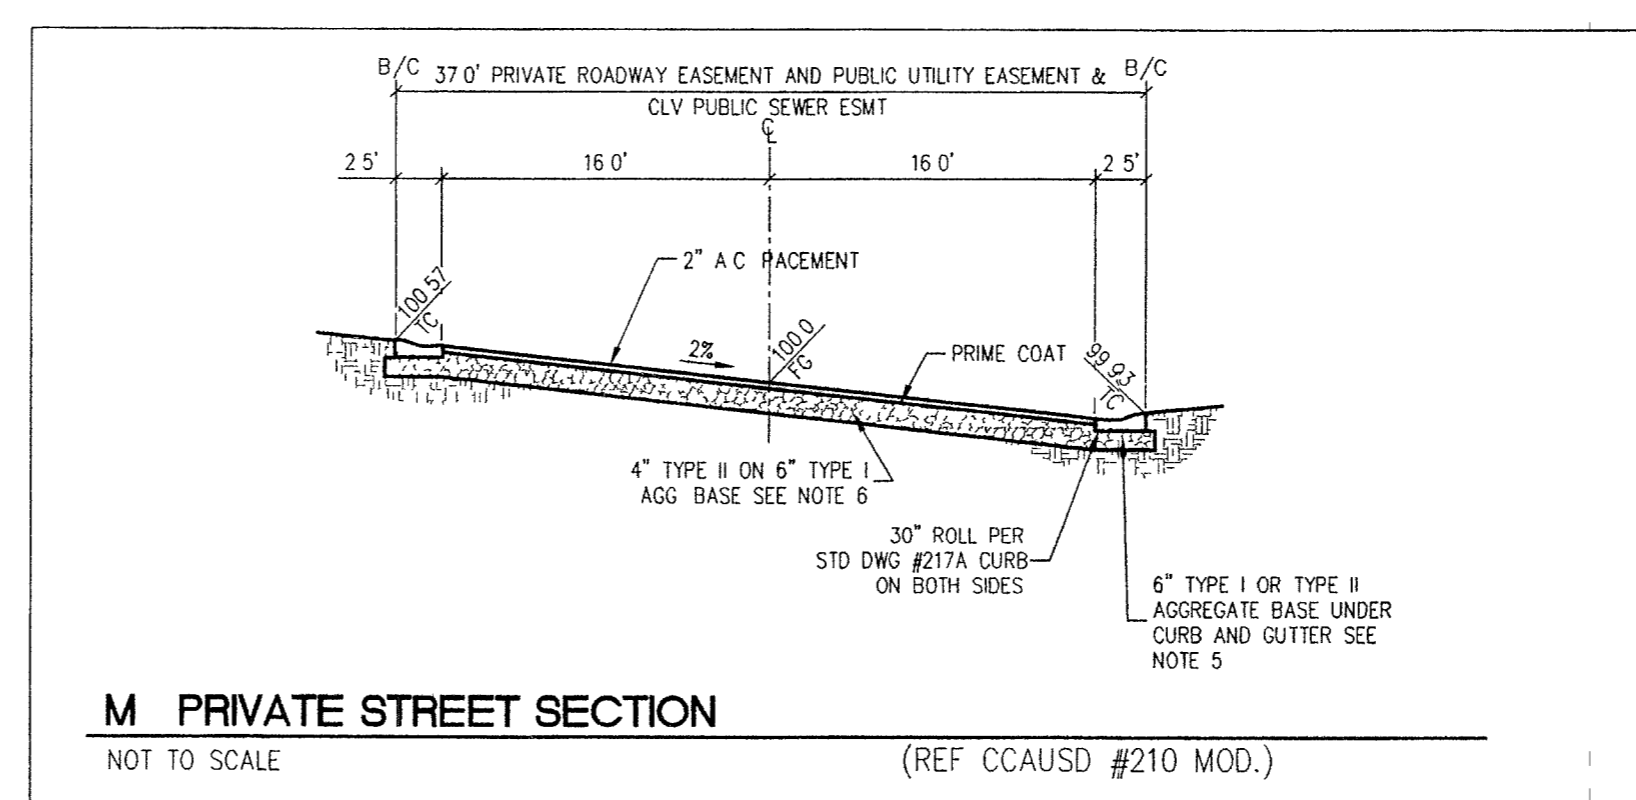 B/C 37 0' PRIVATE ROADWAY EASEMENT AND PUBLIC UTILITY EASEMENT & B/C
CLV PUBLIC SEWER ESMT
℄
2 5' 16 0' 16 0' 2 5'
2" A C PACEMENT
100 57
TC
2%
100 0
FG
PRIME COAT
99 93
TC
4" TYPE II ON 6" TYPE I
AGG BASE SEE NOTE 6
30" ROLL PER
STD DWG #217A CURB
ON BOTH SIDES
6" TYPE I OR TYPE II
AGGREGATE BASE UNDER
CURB AND GUTTER SEE
NOTE 5
M PRIVATE STREET SECTION
NOT TO SCALE (REF CCAUSD #210 MOD.)